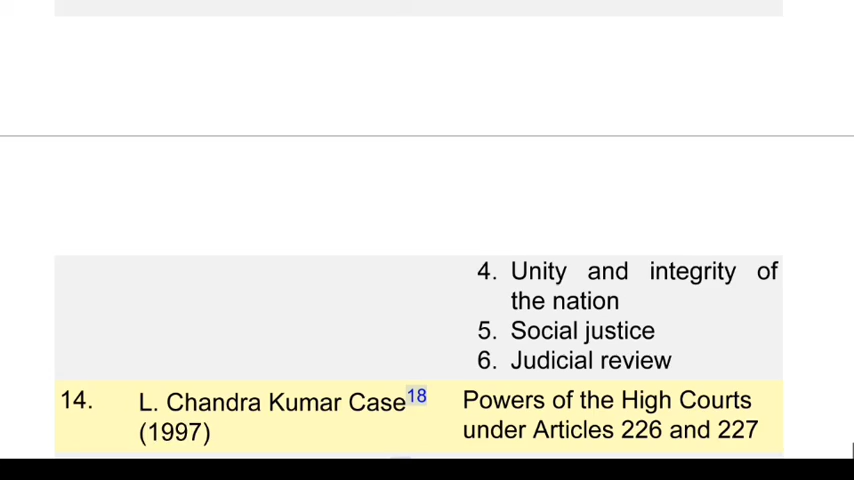 4. Unity and integrity of
the nation
5. Social justice
6. Judicial review
14. L. Chandra Kumar Case18 Powers of the High Courts
(1997) under Articles 226 and 227